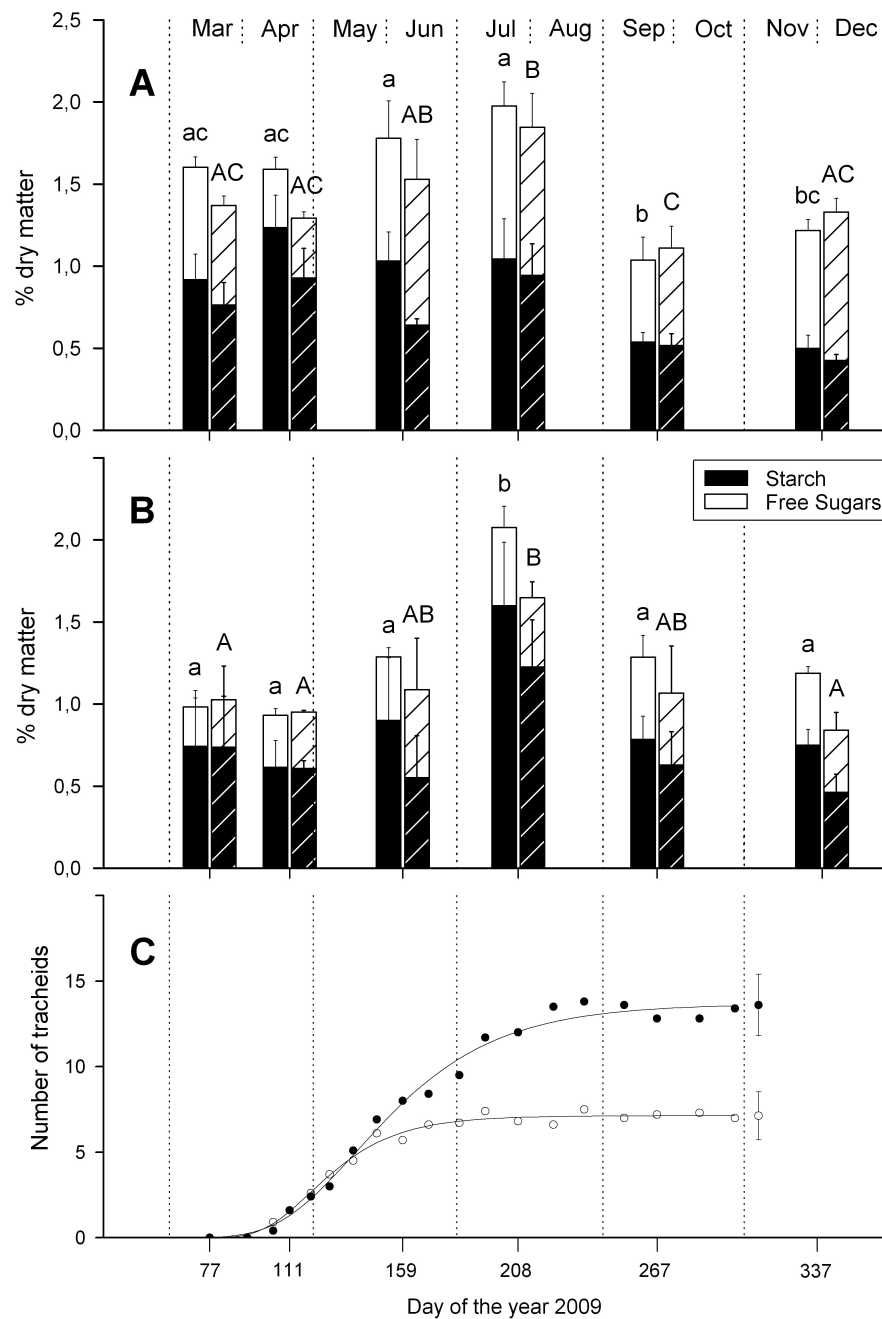 Mar Apr May Jun Jul Aug Sep Oct Nov Dec
2,5
A
a
a
B
2,0
ac
ac
AB
AC
AC
AC
1,5
b
C
bc
1,0
0,5
0,0
% dry matter
Starch
Free Sugars
B
b
2,0
B
1,5
A
a
AB
a
AB
a
a
a
A
A
1,0
0,5
0,0
% dry matter
C
15
10
5
0
Number of tracheids
77 111 159 208 267 337
Day of the year 2009